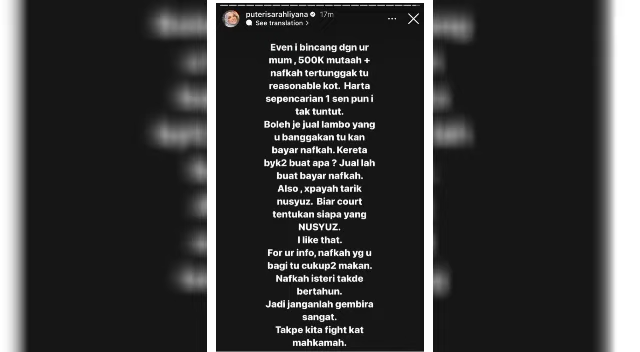 puterisarahliyana 17m
See translation >
Even i bincang dgn ur
mum , 500K mutaah +
nafkah tertunggak tu
reasonable kot. Harta
sepencarian 1 sen pun i
tak tuntut.
Boleh je jual lambo yang
u banggakan tu kan
bayar nafkah. Kereta
byk2 buat apa ? Jual lah
buat bayar nafkah.
Also , xpayah tarik
nusyuz. Biar court
tentukan siapa yang
NUSYUZ.
I like that.
For ur info, nafkah yg u
bagi tu cukup2 makan.
Nafkah isteri takde
bertahun.
Jadi janganlah gembira
sangat.
Takpe kita fight kat
mahkamah.